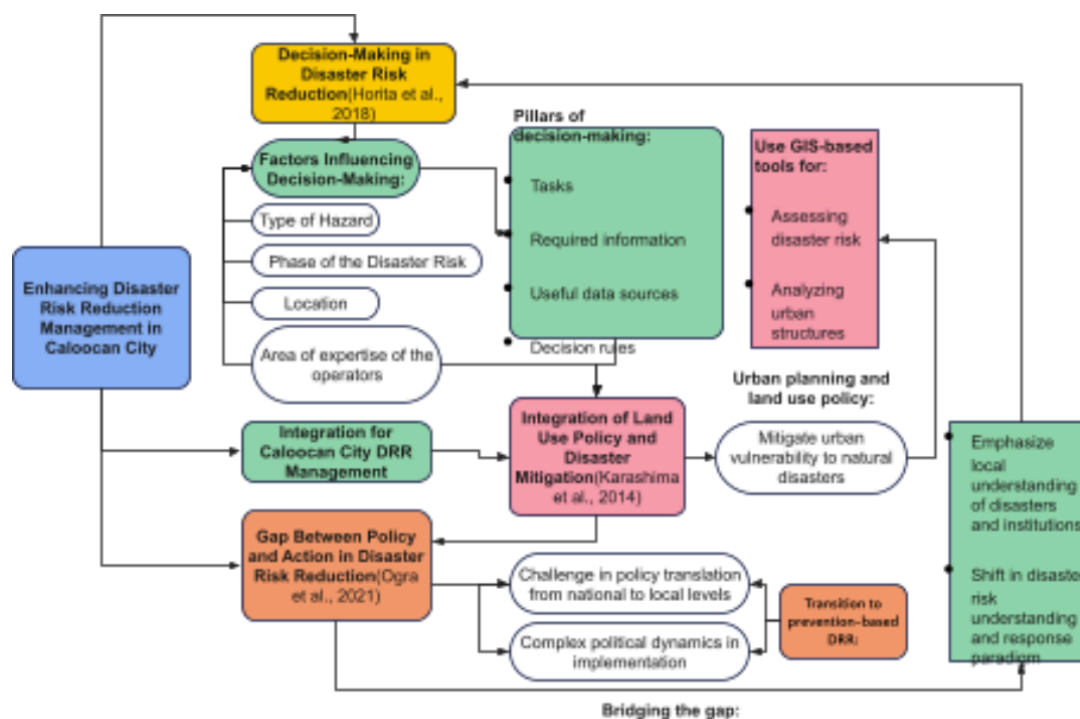 Decision-Making in
Disaster Risk
Reduction(Horita et al.,
2018)
Factors Influencing
Decision-Making:
Type of Hazard
Phase of the Disaster Risk
Location
Area of expertise of the
operators
Pillars of
decision-making:
Tasks
Required information
Useful data sources
Decision rules
Use GIS-based
tools for:
Assessing
disaster risk
Analyzing
urban
structures
Enhancing Disaster
Risk Reduction
Management in
Caloocan City
Integration for
Caloocan City DRR
Management
Integration of Land
Use Policy and
Disaster
Mitigation(Karashima
et al., 2014)
Urban planning and
land use policy:
Mitigate urban
vulnerability to natural
disasters
Gap Between Policy
and Action in Disaster
Risk Reduction(Ogra
et al., 2021)
Challenge in policy translation
from national to local levels
Complex political dynamics in
implementation
Transition to
prevention-based
DRR:
Emphasize
local
understanding
of disasters
and institutions
Shift in disaster
risk
understanding
and response
paradigm
Bridging the gap: